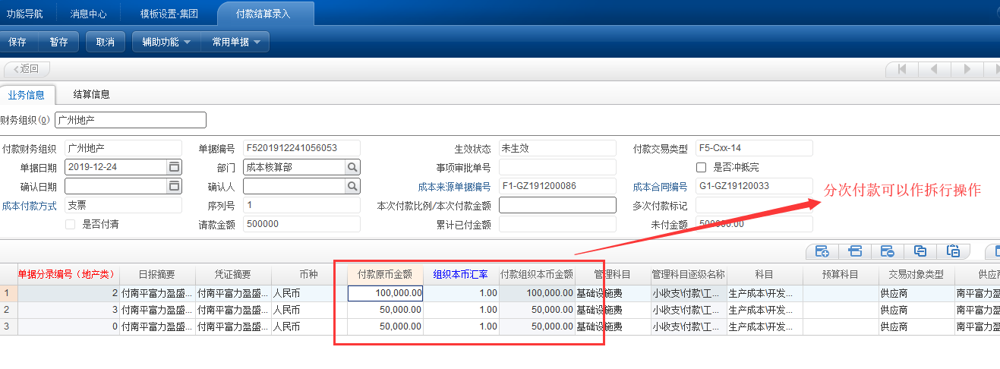 功能导航 消息中心 模板设置-集团 付款结算录入
保存 暂存 取消 辅助功能 常用单据
返回
业务信息 结算信息
财务组织(O) 广州地产
付款财务组织 广州地产 单据编号 F5201912241056053 生效状态 未生效 付款交易类型 F5-Cxx-14
单据日期 2019-12-24 部门 成本核算部 事项审批单号 是否冲抵完
确认日期 确认人 成本来源单据编号 F1-GZ191200086 成本合同编号 G1-GZ19120033
分次付款可以作拆行操作
成本付款方式 支票 序列号 1 本次付款比例/本次付款金额 多次付款标记
是否付清 请款金额 500000 累计已付金额 未付金额 500000.00
单据分录编号（地产类） 日报摘要 凭证摘要 币种 付款原币金额 组织本币汇率 付款组织本币金额 管理科目 管理科目逐级名称 科目 预算科目 交易对象类型 供应
1 2 付南平富力盈盛... 付南平富力盈盛... 人民币 100,000.00 1.00 100,000.00 基础设施费 小收支\付款\工... 生产成本\开发... 供应商 南平富力盈
2 3 付南平富力盈盛... 付南平富力盈盛... 人民币 50,000.00 1.00 50,000.00 基础设施费 小收支\付款\工... 生产成本\开发... 供应商 南平富力盈
3 0 付南平富力盈盛... 付南平富力盈盛... 人民币 50,000.00 1.00 50,000.00 基础设施费 小收支\付款\工... 生产成本\开发... 供应商 南平富力盈